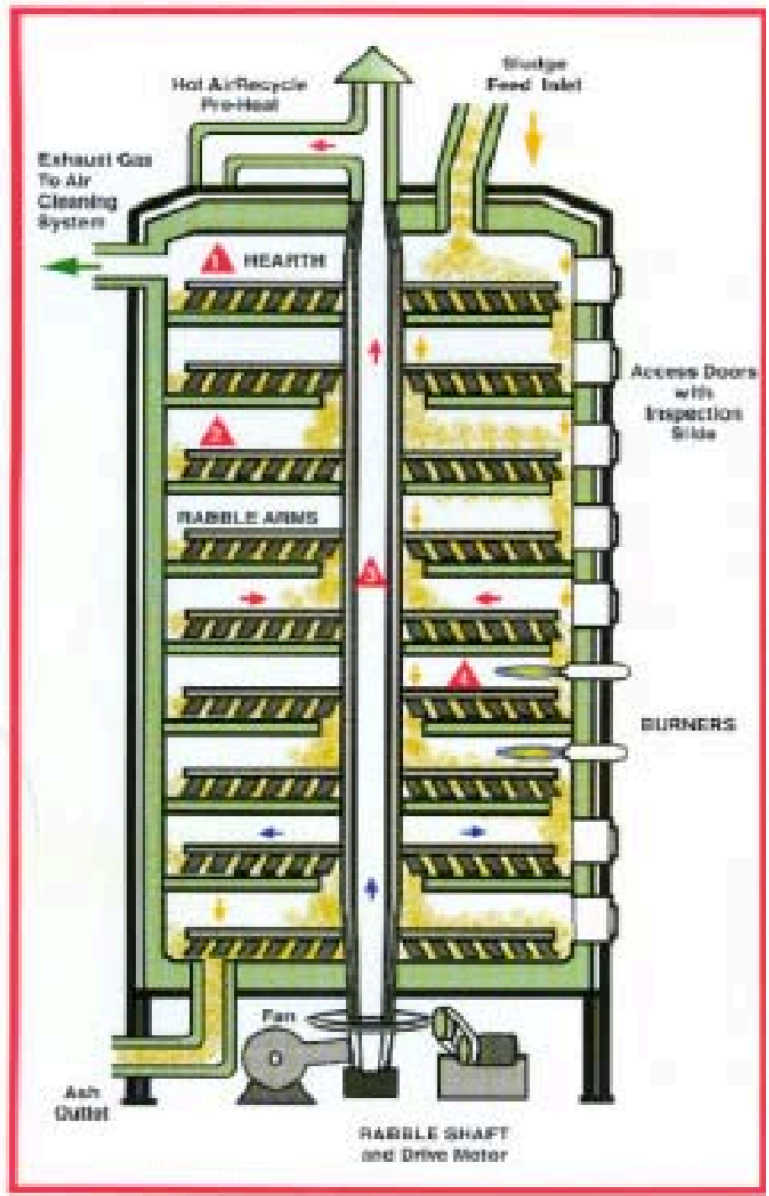 Hot Air Recycle
Pre-Heat
Sludge
Feed Inlet
Exhaust Gas
To Air
Cleaning
System
1 HEARTH
Access Doors
with
Inspection
Slide
2
RABBLE ARMS
3
4
BURNERS
Fan
Ash
Outlet
RABBLE SHAFT
and Drive Motor